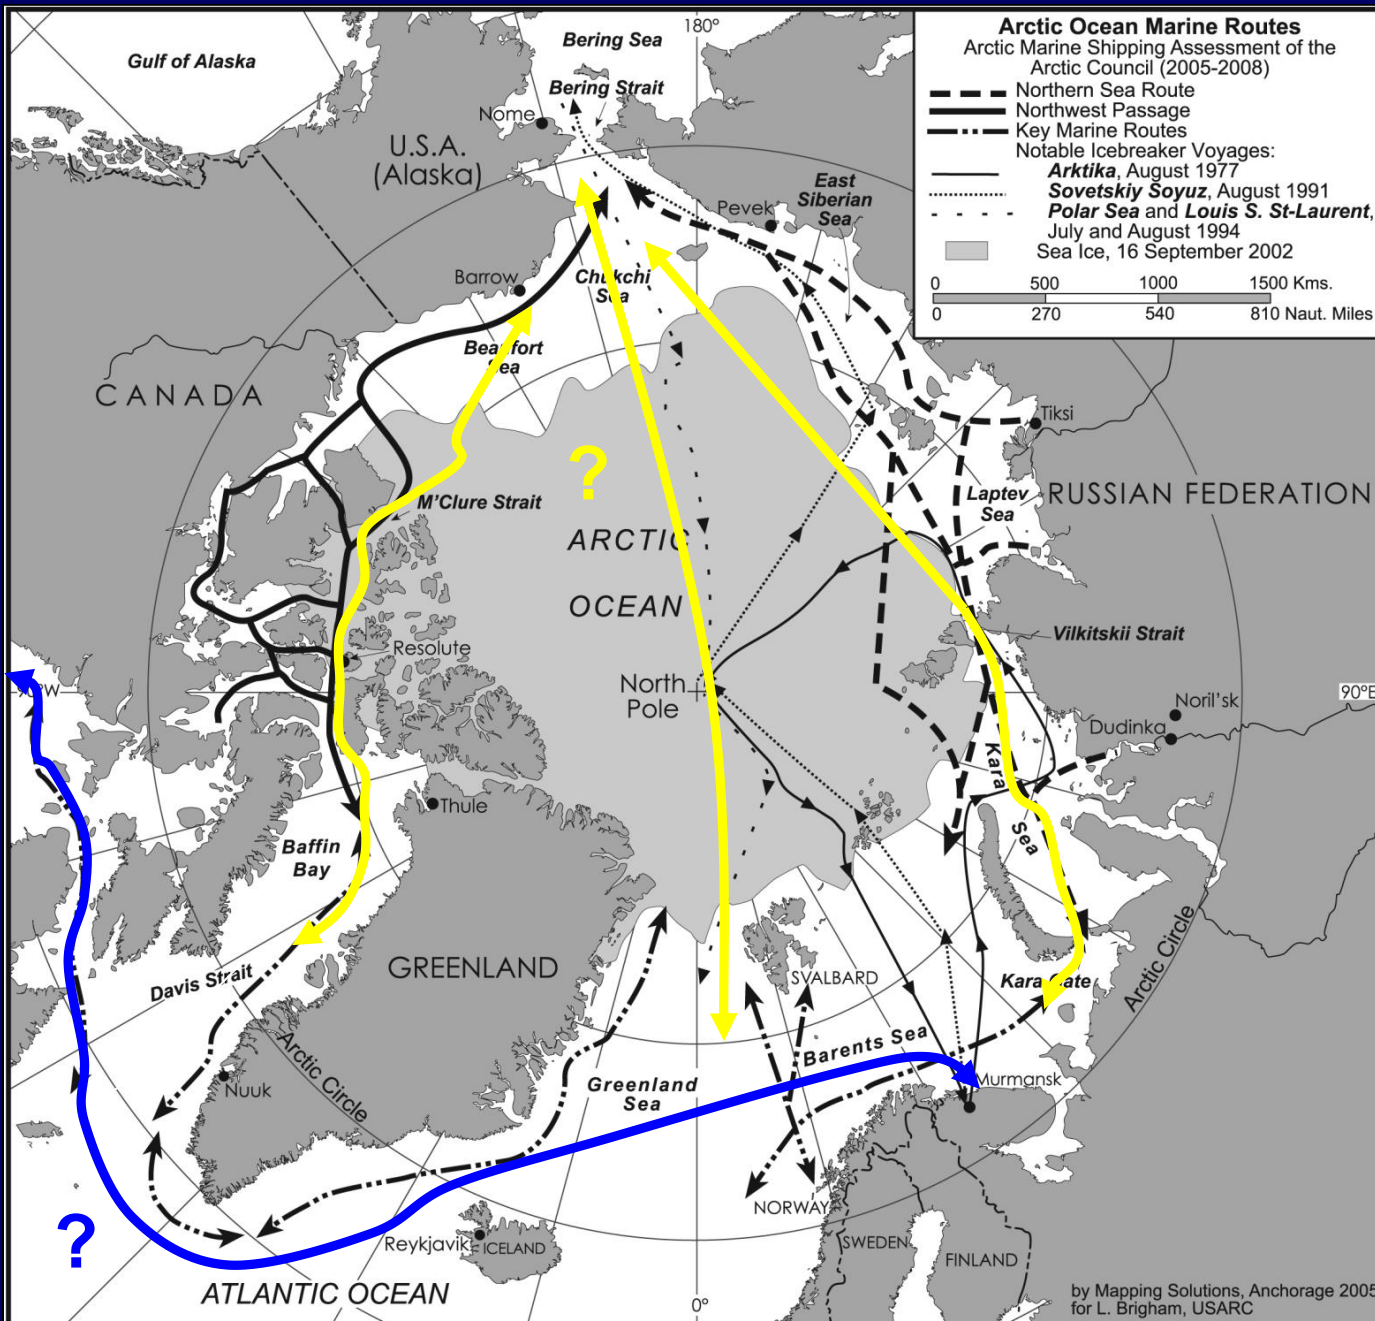 Arctic Ocean Marine Routes
Arctic Marine Shipping Assessment of the
Arctic Council (2005-2008)
Northern Sea Route
Northwest Passage
Key Marine Routes
Notable Icebreaker Voyages:
Arktika, August 1977
Sovetskiy Soyuz, August 1991
Polar Sea and Louis S. St-Laurent,
July and August 1994
Sea Ice, 16 September 2002
0 500 1000 1500 Kms.
0 270 540 810 Naut. Miles
180°
Bering Sea
Gulf of Alaska
Bering Strait
Nome
U.S.A.
(Alaska)
East
Siberian
Sea
Pevek
Barrow
Chukchi
Sea
Beaufort
Sea
CANADA
Tiksi
?
M'Clure Strait
Laptev
Sea
RUSSIAN FEDERATION
ARCTIC
OCEAN
Vilkitskii Strait
Resolute
North
Pole
90°W
90°E
Noril'sk
Dudinka
Kara
Sea
Thule
Baffin
Bay
GREENLAND
Davis Strait
SVALBARD
Kara Gate
Arctic Circle
Barents Sea
Arctic Circle
Nuuk
Greenland
Sea
Murmansk
NORWAY
?
Reykjavik
ICELAND
SWEDEN
FINLAND
ATLANTIC OCEAN
0°
by Mapping Solutions, Anchorage 2005
for L. Brigham, USARC